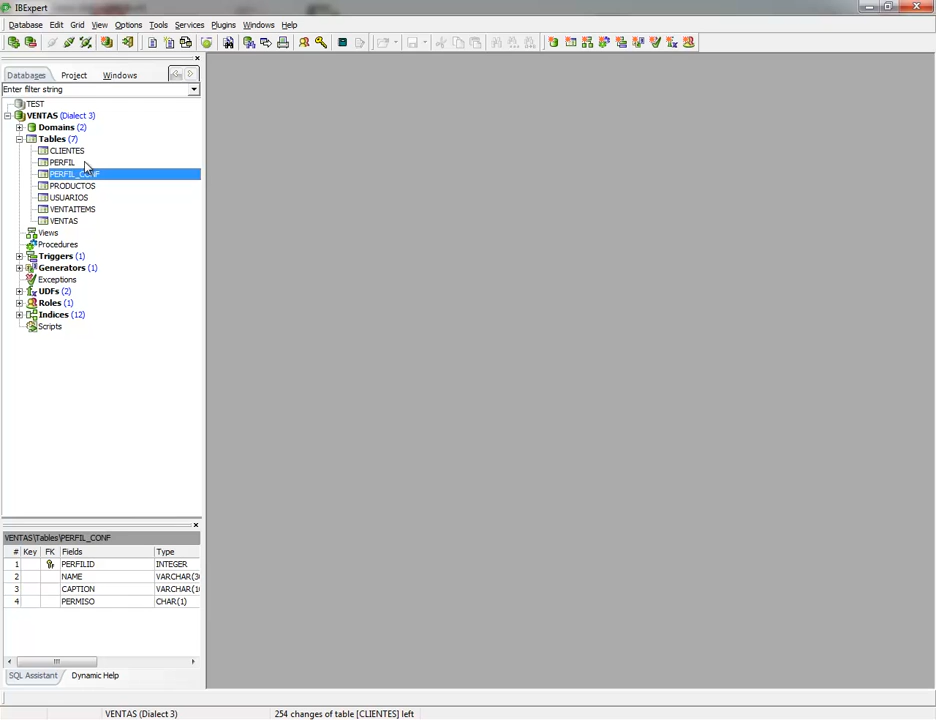 IBExpert
Database Edit Grid View Options Tools Services Plugins Windows Help
Databases Project Windows
Enter filter string
TEST
VENTAS (Dialect 3)
Domains (2)
Tables (7)
CLIENTES
PERFIL
PERFIL_CONF
PRODUCTOS
USUARIOS
VENTAITEMS
VENTAS
Views
Procedures
Triggers (1)
Generators (1)
Exceptions
UDFs (2)
Roles (1)
Indices (12)
Scripts
VENTAS\Tables\PERFIL_CONF
# Key FK Fields Type
1 PERFILID INTEGER
2 NAME VARCHAR(30
3 CAPTION VARCHAR(10
4 PERMISO CHAR(1)
SQL Assistant Dynamic Help
VENTAS (Dialect 3) 254 changes of table [CLIENTES] left